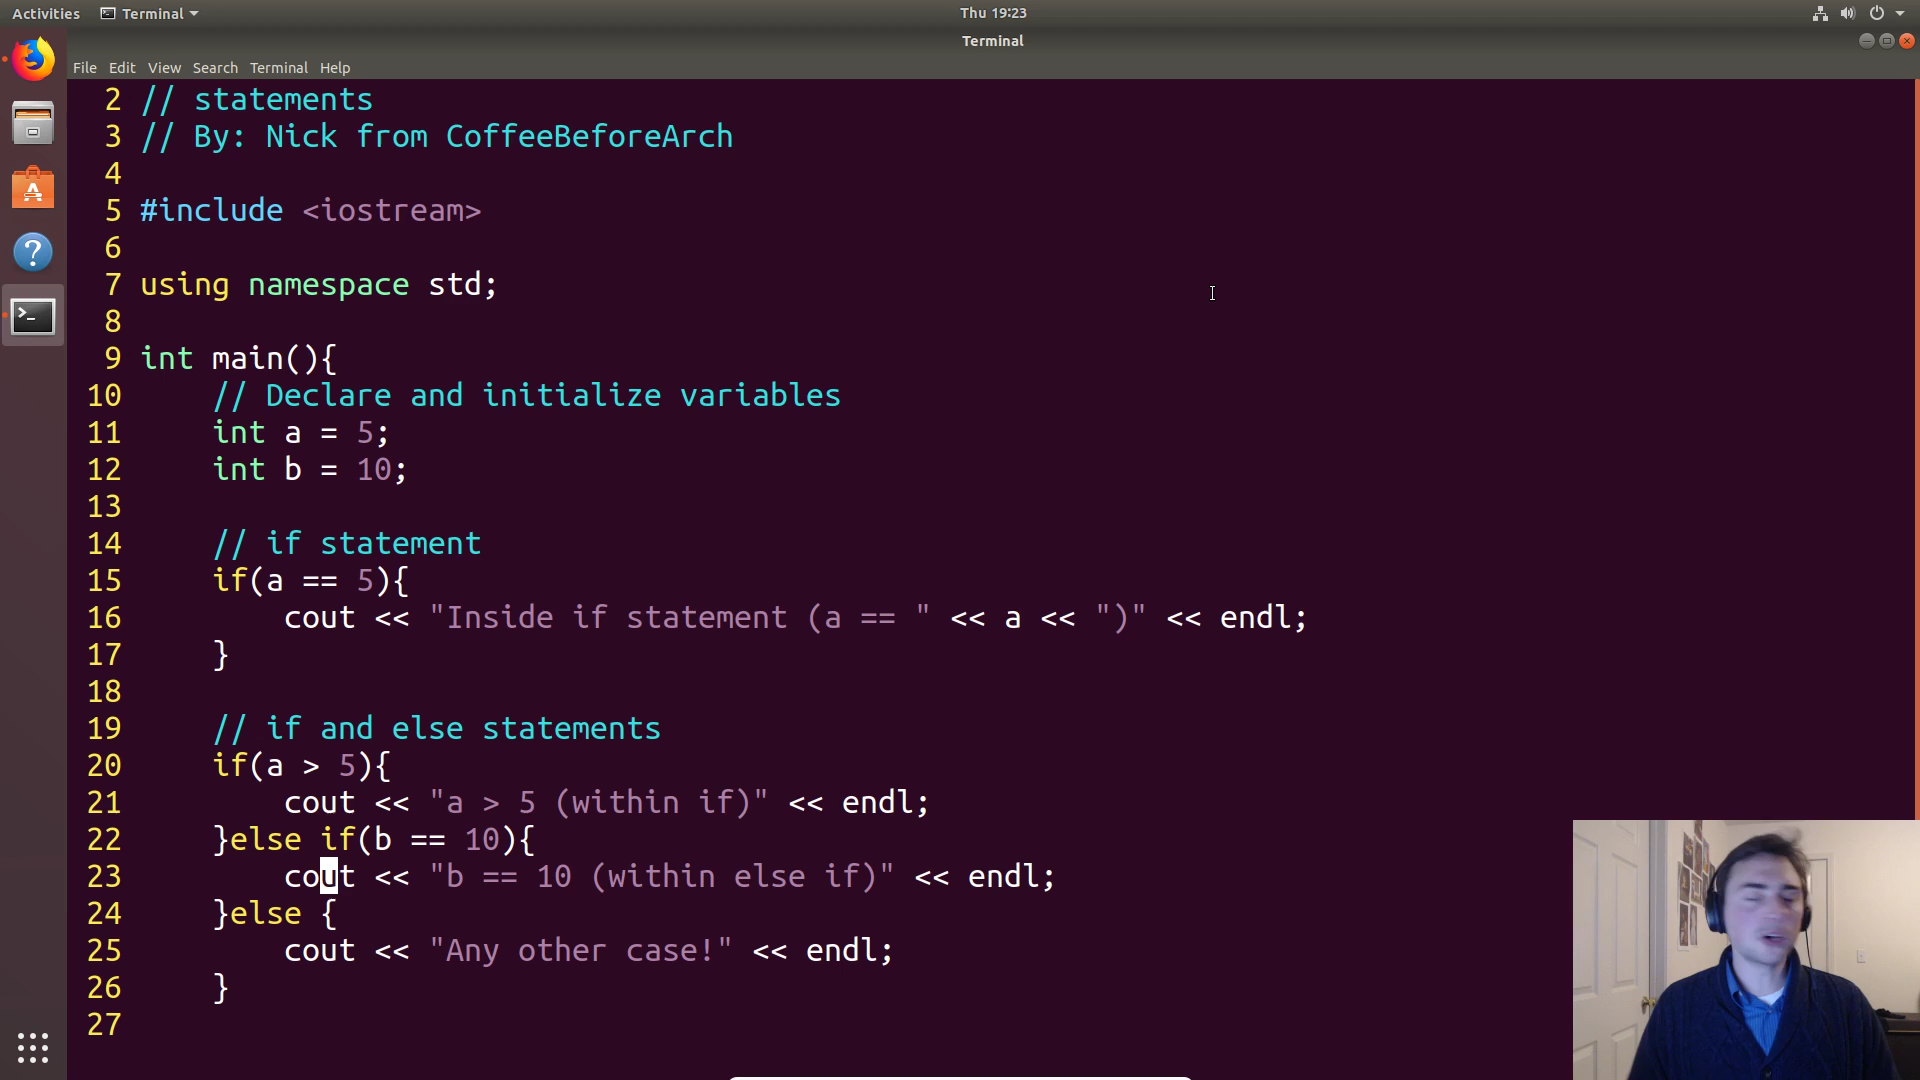 Activities Terminal Thu 19:23
Terminal
File Edit View Search Terminal Help
2 // statements
3 // By: Nick from CoffeeBeforeArch
4
5 #include <iostream>
6
7 using namespace std;
8
9 int main(){
10     // Declare and initialize variables
11     int a = 5;
12     int b = 10;
13
14     // if statement
15     if(a == 5){
16         cout << "Inside if statement (a == " << a << ")" << endl;
17     }
18
19     // if and else statements
20     if(a > 5){
21         cout << "a > 5 (within if)" << endl;
22     }else if(b == 10){
23         cout << "b == 10 (within else if)" << endl;
24     }else {
25         cout << "Any other case!" << endl;
26     }
27